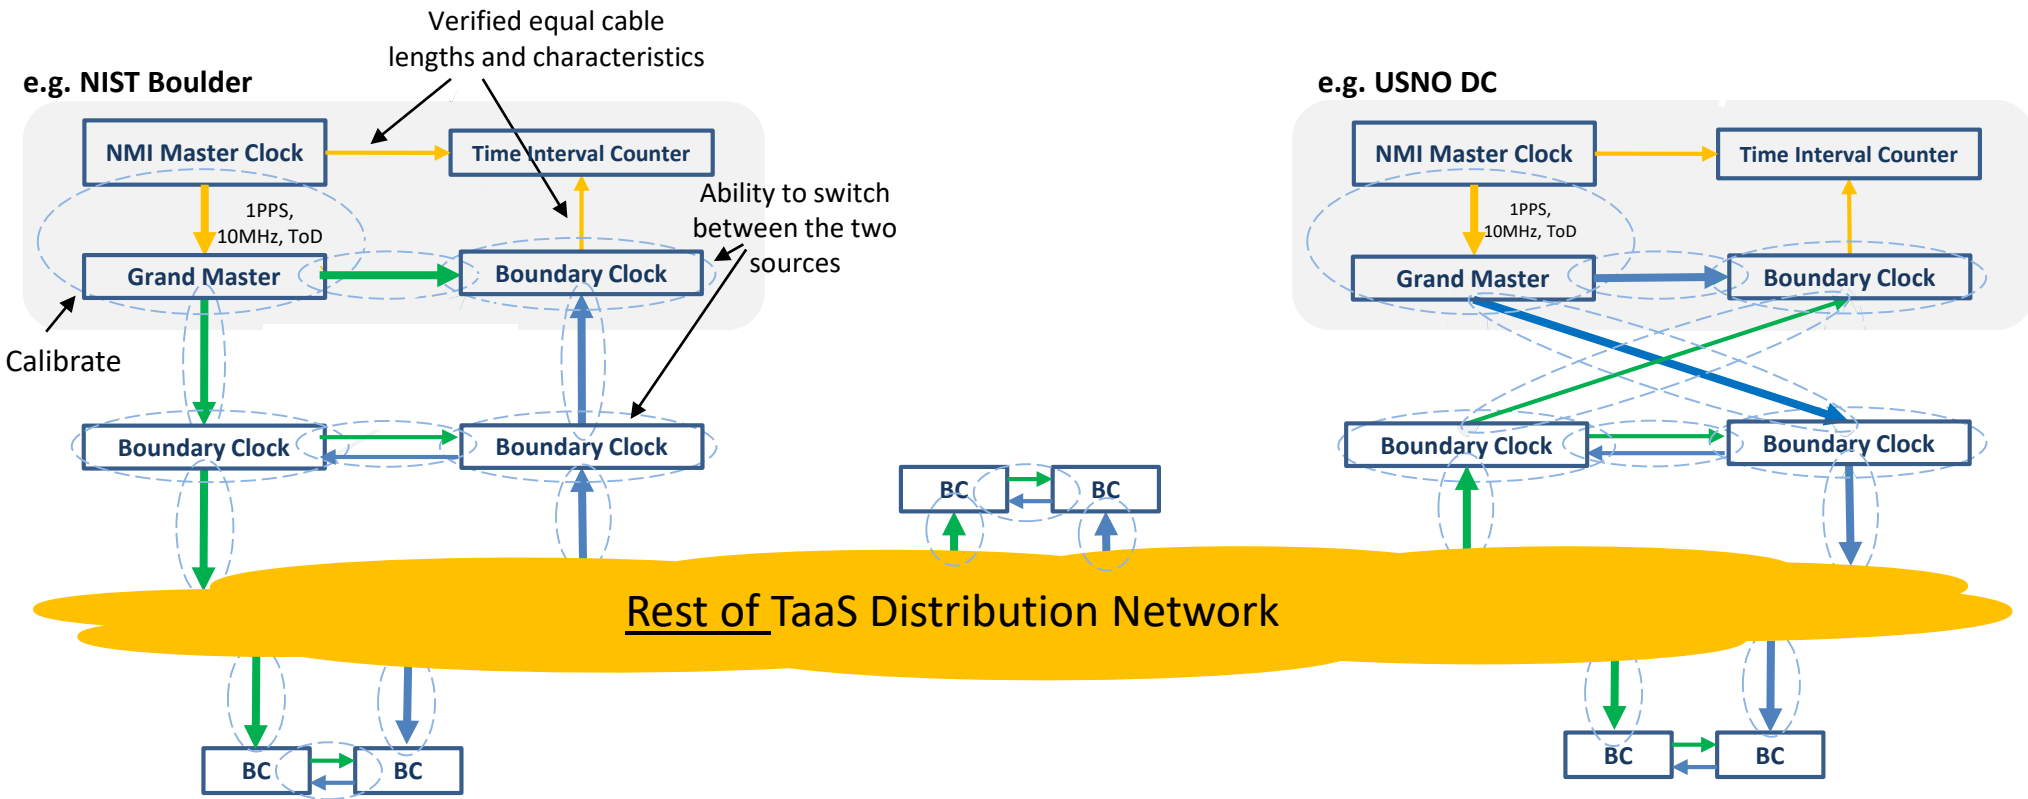 Verified equal cable
lengths and characteristics
e.g. NIST Boulder
e.g. USNO DC
NMI Master Clock
Time Interval Counter
NMI Master Clock
Time Interval Counter
Ability to switch
between the two
sources
1PPS,
10MHz, ToD
1PPS,
10MHz, ToD
Grand Master
Boundary Clock
Grand Master
Boundary Clock
Calibrate
Boundary Clock
Boundary Clock
Boundary Clock
Boundary Clock
BC
BC
Rest of TaaS Distribution Network
BC
BC
BC
BC